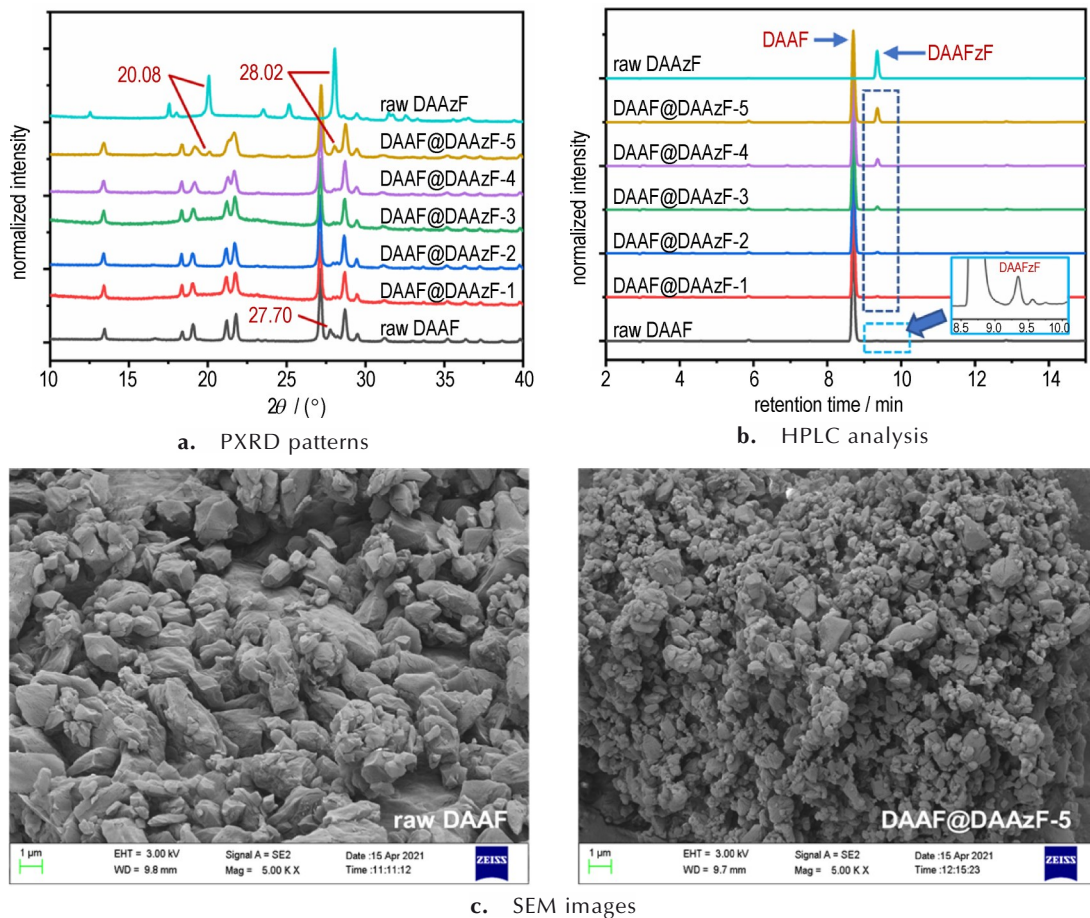 20.08
28.02
raw DAAzF
DAAF@DAAzF-5
DAAF@DAAzF-4
DAAF@DAAzF-3
DAAF@DAAzF-2
DAAF@DAAzF-1
27.70
raw DAAF
normalized intensity
10 15 20 25 30 35 40
2θ / (°)
a. PXRD patterns
DAAF
DAAFzF
raw DAAzF
DAAF@DAAzF-5
DAAF@DAAzF-4
DAAF@DAAzF-3
DAAF@DAAzF-2
DAAF@DAAzF-1
raw DAAF
DAAFzF
8.5 9.0 9.5 10.0
normalized intensity
2 4 6 8 10 12 14
retention time / min
b. HPLC analysis
raw DAAF
1 µm
EHT = 3.00 kV Signal A = SE2 Date :15 Apr 2021
WD = 9.8 mm Mag = 5.00 K X Time :11:11:12
ZEISS
DAAF@DAAzF-5
1 µm
EHT = 3.00 kV Signal A = SE2 Date :15 Apr 2021
WD = 9.7 mm Mag = 5.00 K X Time :12:15:23
ZEISS
c. SEM images